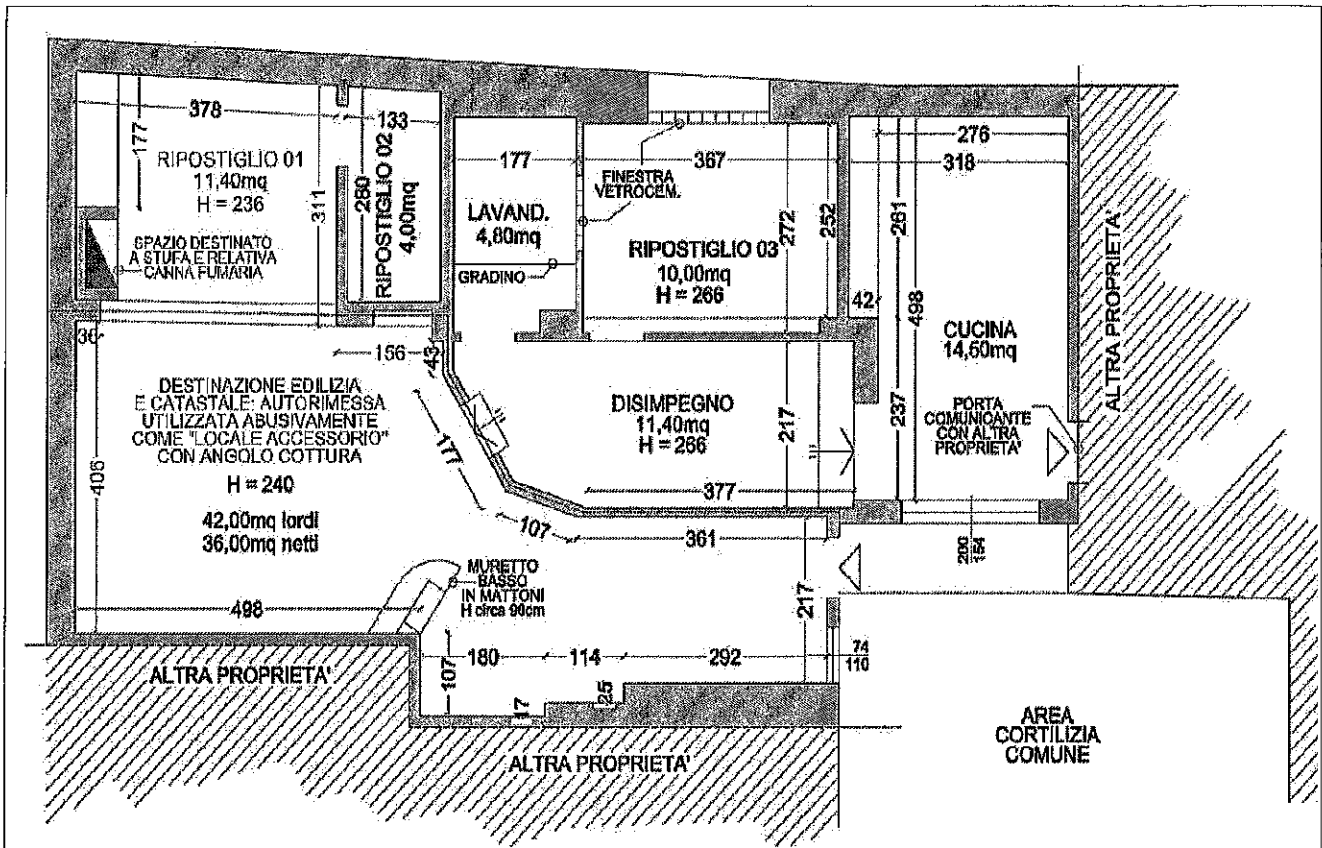 378
177
RIPOSTIGLIO 01
11,40mq
H = 236
311
SPAZIO DESTINATO
A STUFA E RELATIVA
CANNA FUMARIA
133
280
RIPOSTIGLIO 02
4,00mq
177
LAVAND.
4,80mq
GRADINO
367
FINESTRA
VETROCEM.
272
252
RIPOSTIGLIO 03
10,00mq
H = 266
276
318
261
498
42
CUCINA
14,60mq
237
PORTA
COMUNICANTE
CON ALTRA
PROPRIETA'
ALTRA PROPRIETA'
36
156
43
DESTINAZIONE EDILIZIA
E CATASTALE: AUTORIMESSA
UTILIZZATA ABUSIVAMENTE
COME "LOCALE ACCESSORIO"
CON ANGOLO COTTURA
H = 240
42,00mq lordi
36,00mq netti
406
177
107
DISIMPEGNO
11,40mq
H = 266
217
377
361
200
154
MURETTO
BASSO
IN MATTONI
H circa 90cm
498
217
180
114
292
74
110
107
17
25
ALTRA PROPRIETA'
ALTRA PROPRIETA'
AREA
CORTILIZIA
COMUNE